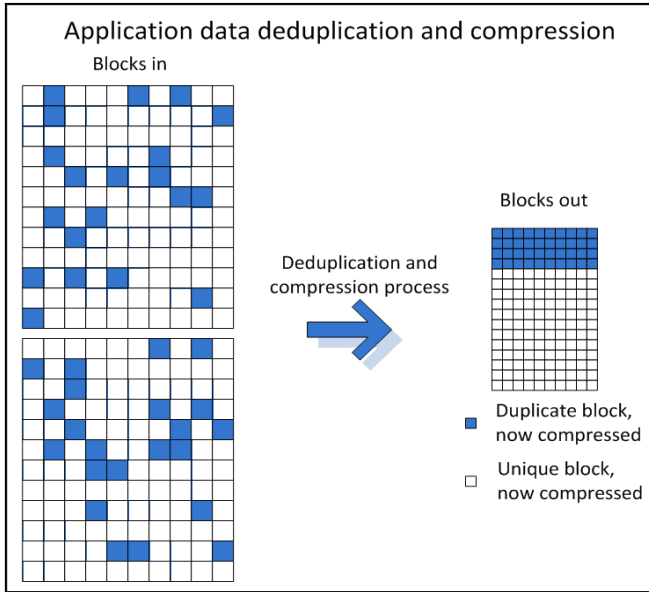 Application data deduplication and compression
Blocks in
Deduplication and
compression process
Blocks out
Duplicate block,
now compressed
Unique block,
now compressed